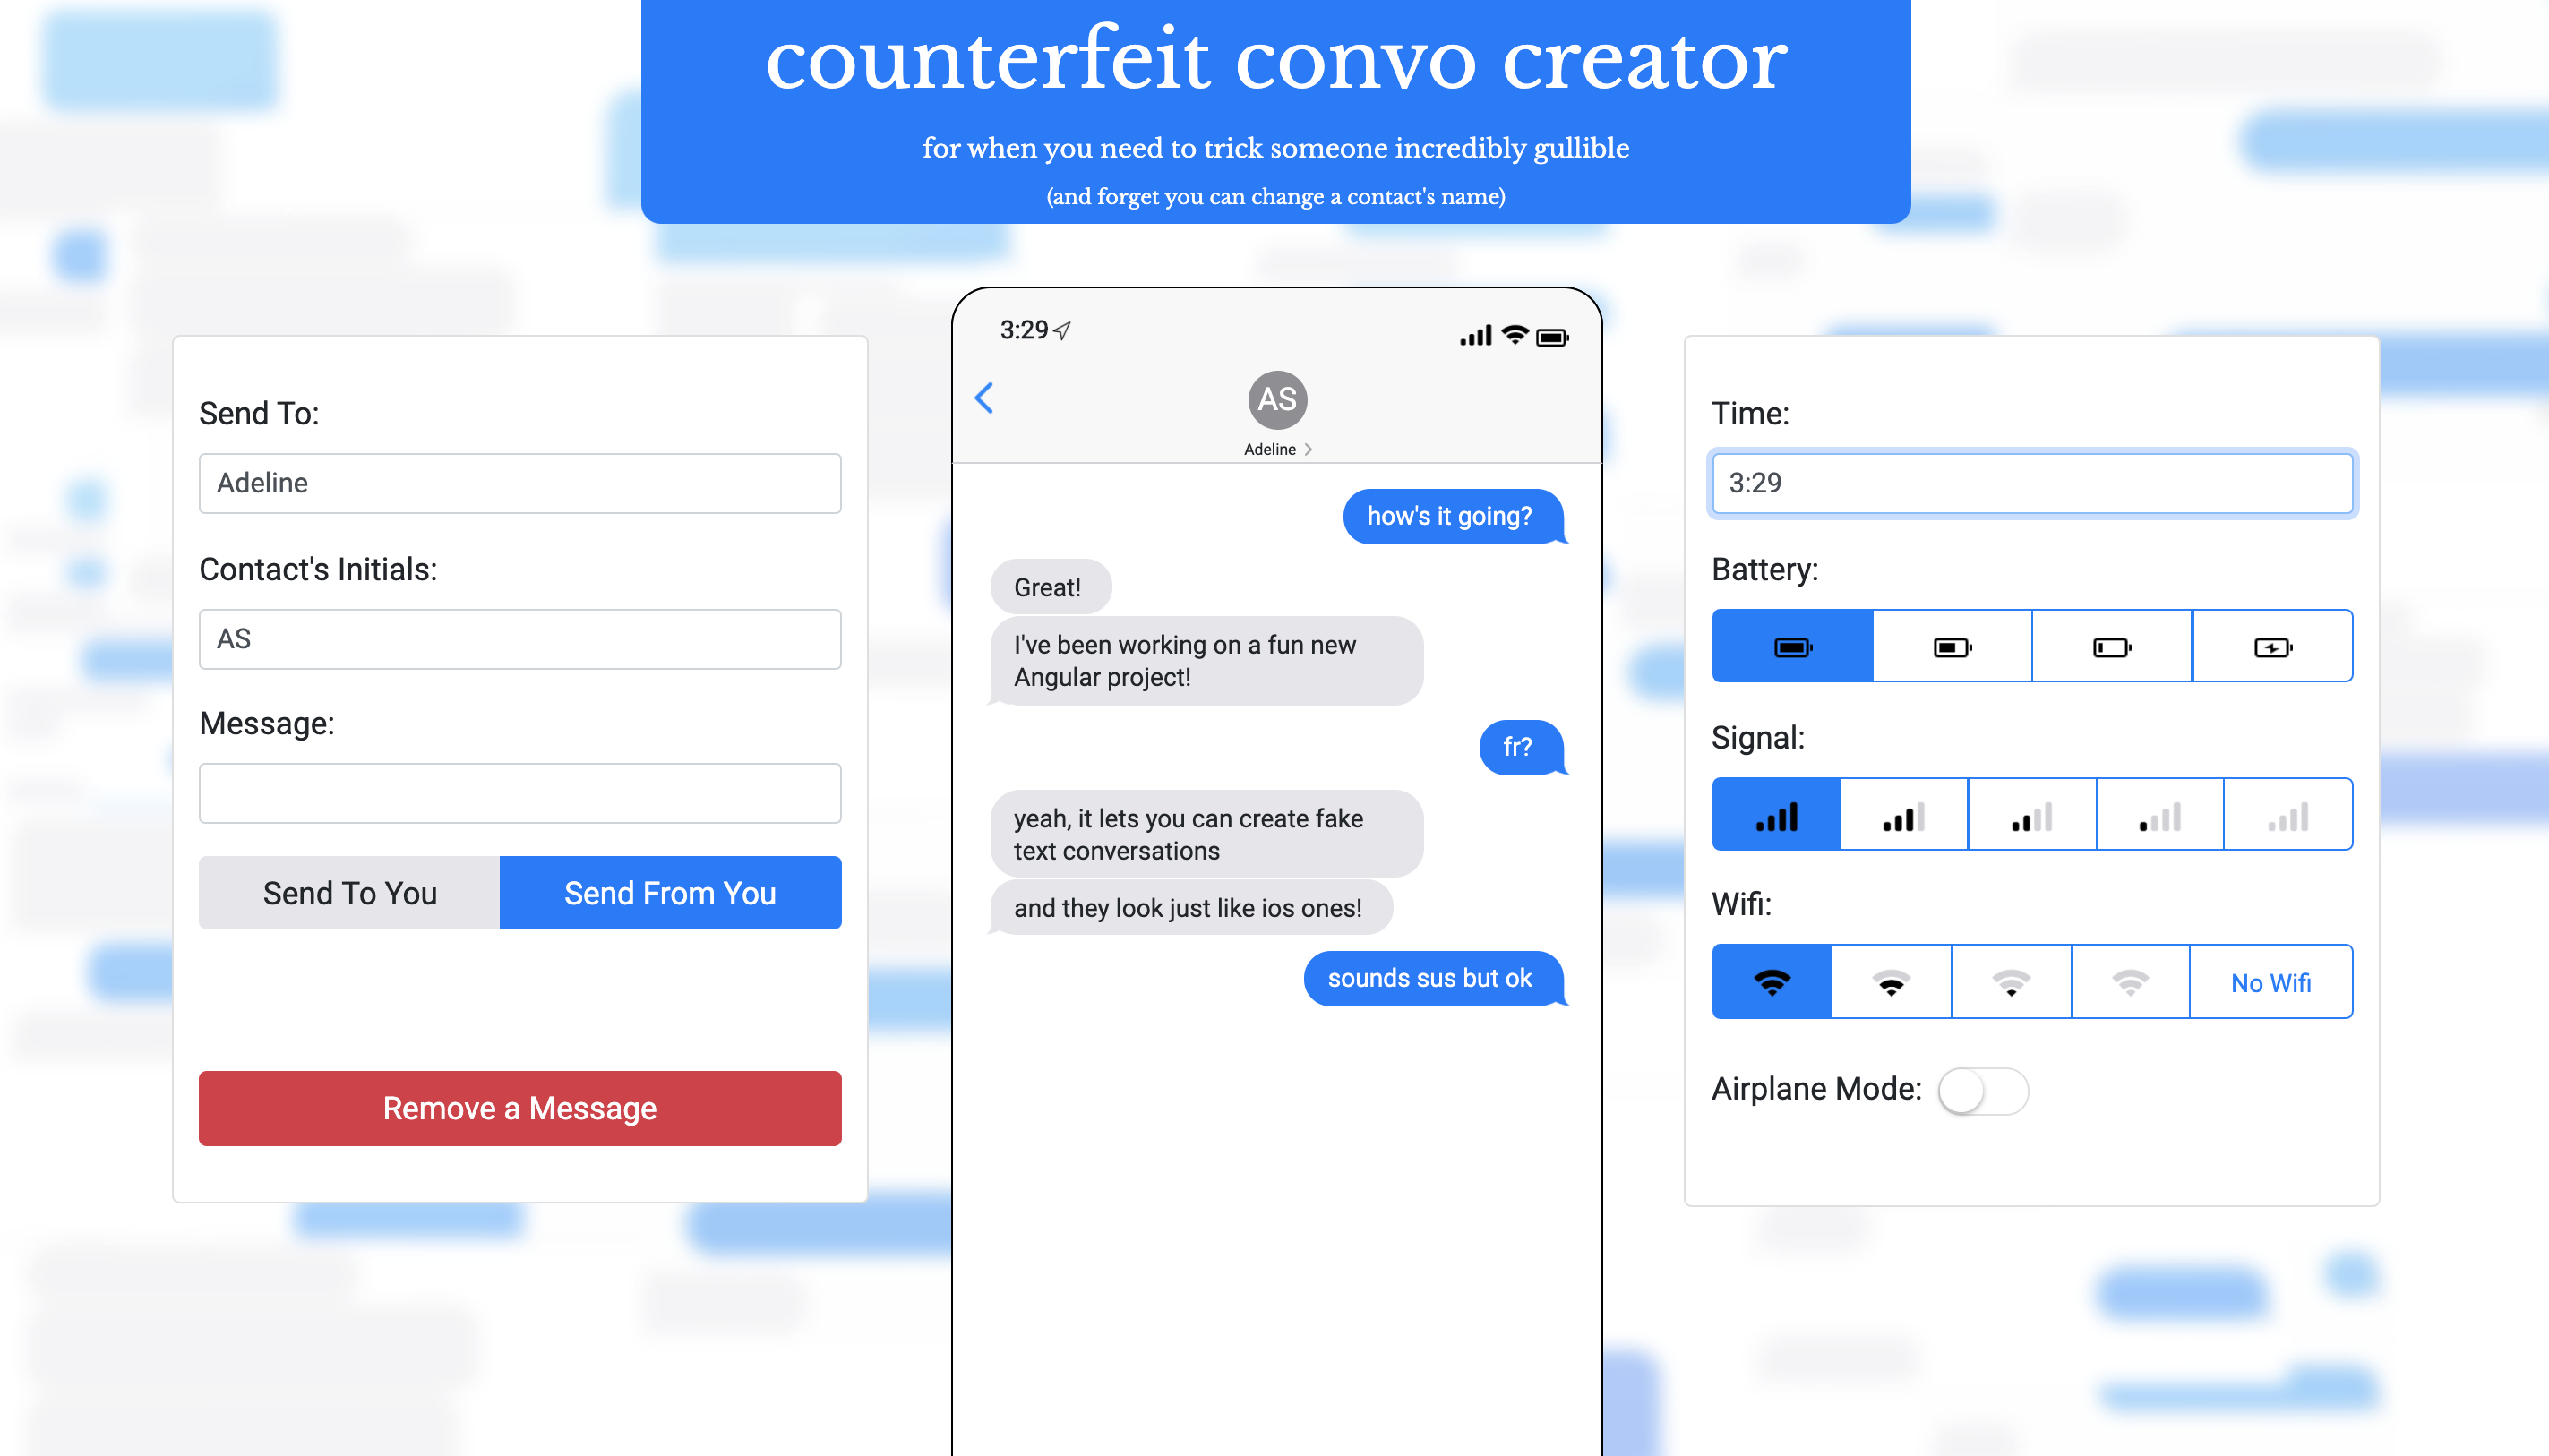 counterfeit convo creator
for when you need to trick someone incredibly gullible
(and forget you can change a contact's name)
Send To:
Adeline
Contact's Initials:
AS
Message:
Send To You
Send From You
Remove a Message
3:29
AS
Adeline
how's it going?
Great!
I've been working on a fun new
Angular project!
fr?
yeah, it lets you can create fake
text conversations
and they look just like ios ones!
sounds sus but ok
Time:
3:29
Battery:
Signal:
Wifi:
No Wifi
Airplane Mode: